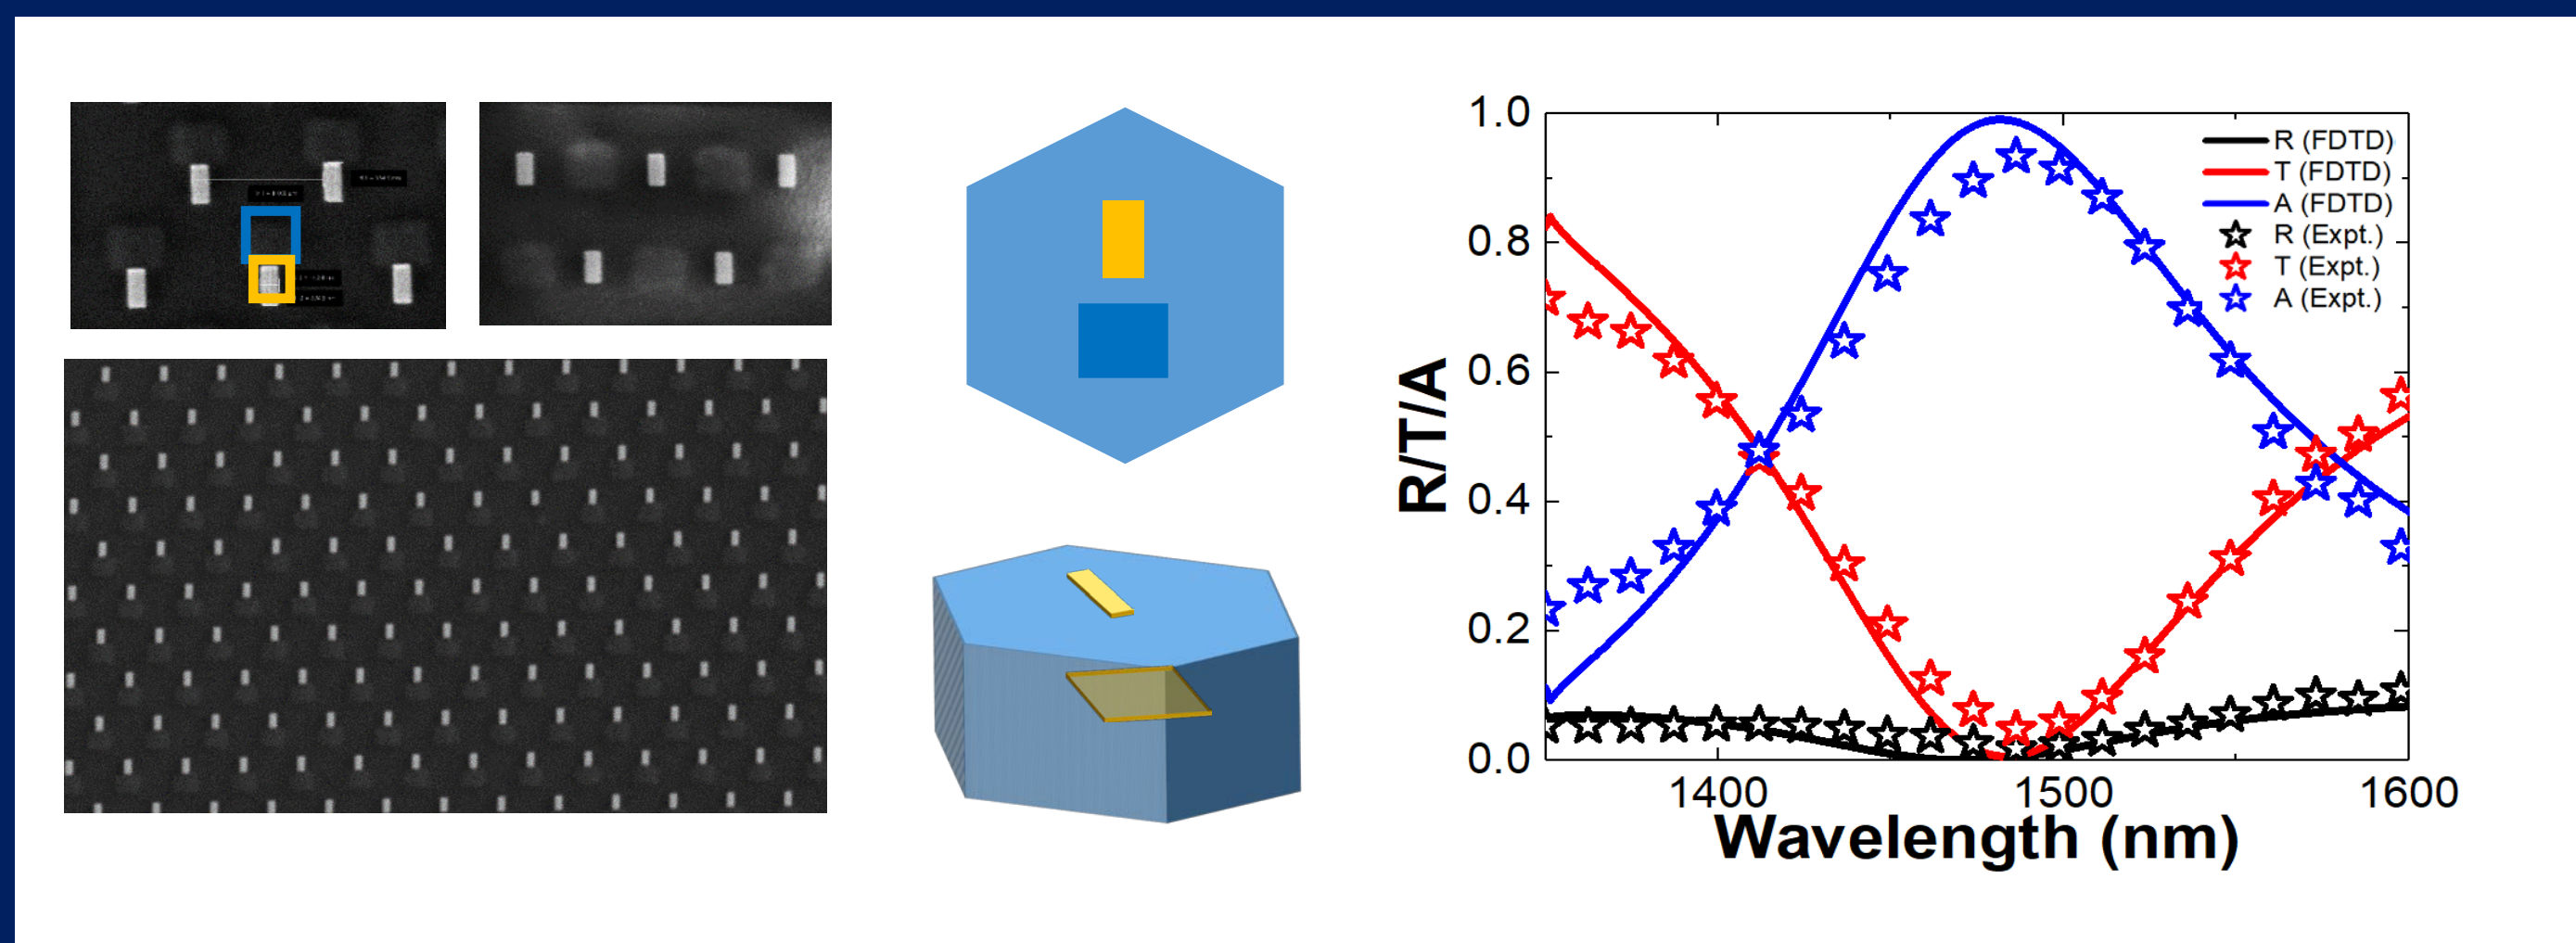 1.0
0.8
0.6
0.4
0.2
0.0
R/T/A
R (FDTD)
T (FDTD)
A (FDTD)
R (Expt.)
T (Expt.)
A (Expt.)
1400 1500 1600
Wavelength (nm)